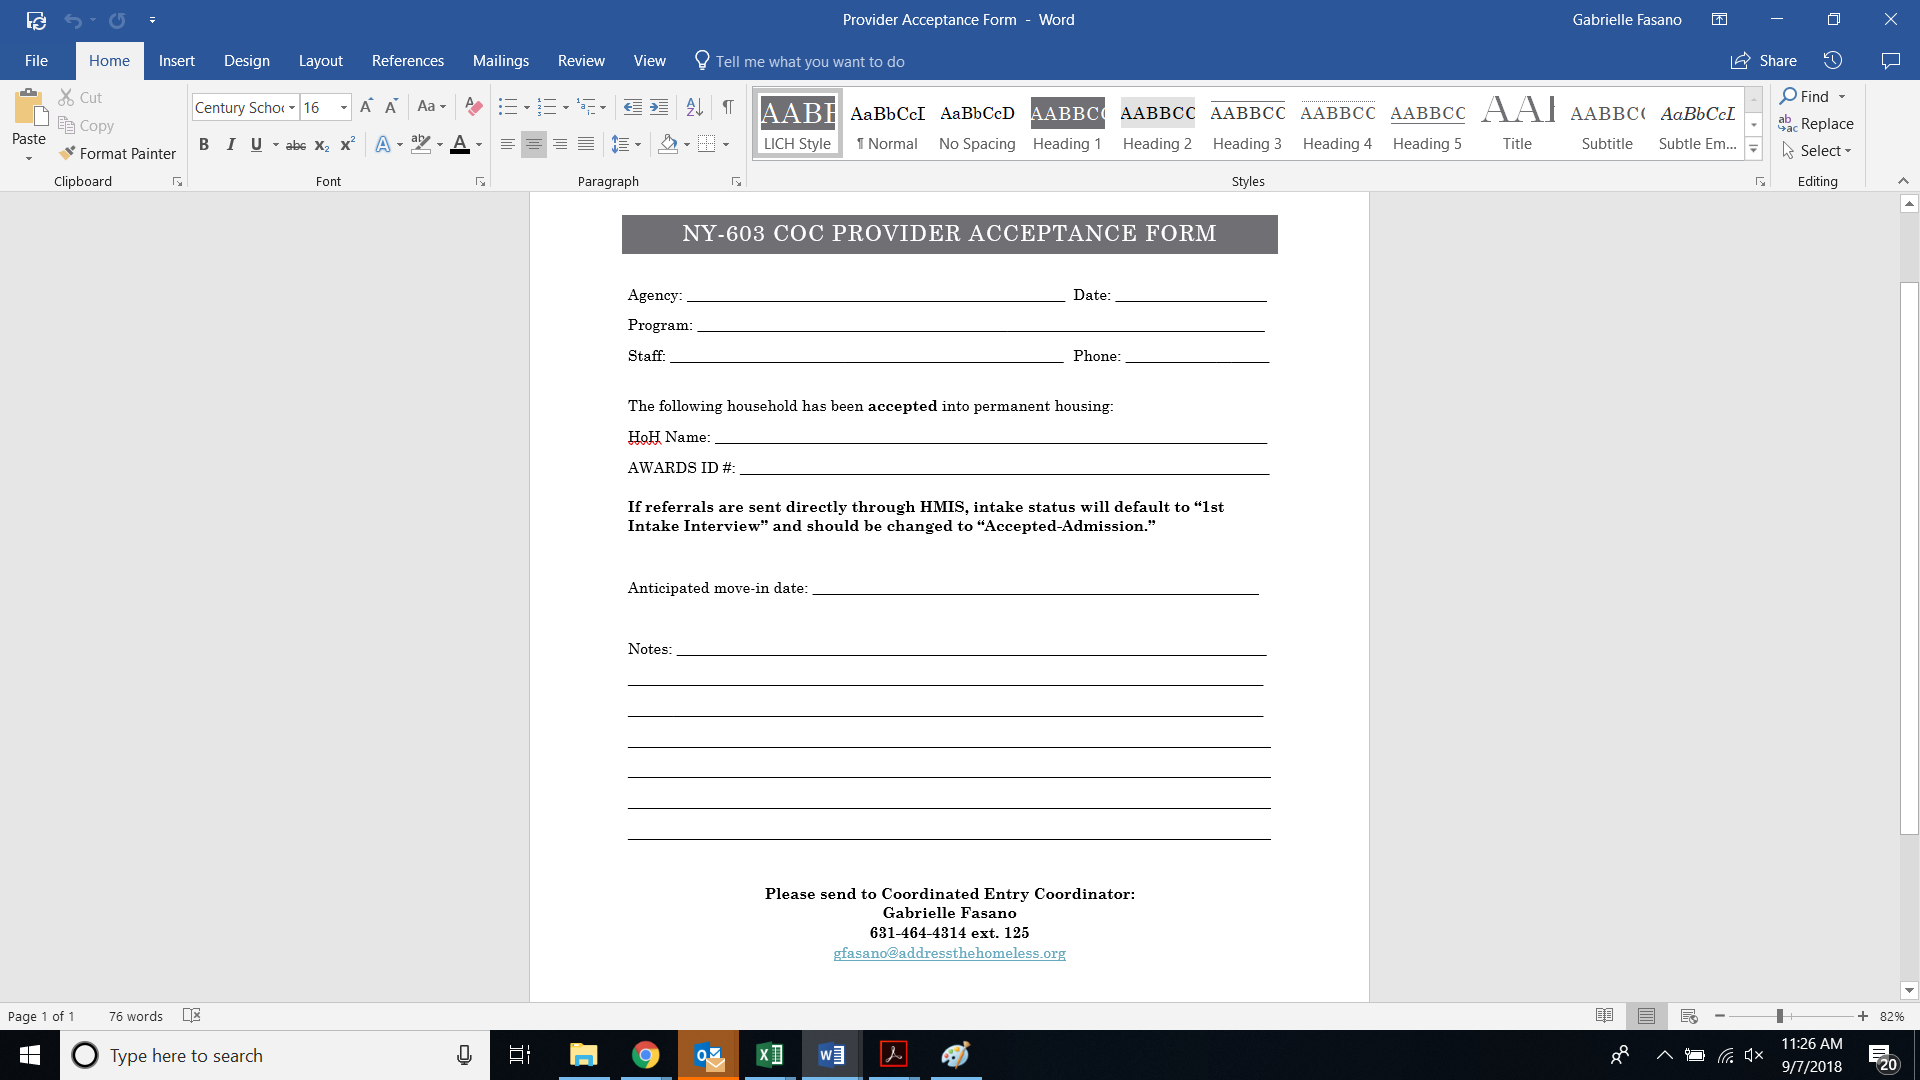 Provider Acceptance Form - Word
Gabrielle Fasano
File Home Insert Design Layout References Mailings Review View Tell me what you want to do
Share
Paste
Cut
Copy
Format Painter
Clipboard
Century Schoo 16
Aa
B I U abc X₂ X²
Font
Paragraph
AABB AaBbCcI AaBbCcD AABBCC AABBCC AABBCC AABBCC AABBCC AAI AABBCC AaBbCcI
LICH Style ¶ Normal No Spacing Heading 1 Heading 2 Heading 3 Heading 4 Heading 5 Title Subtitle Subtle Em...
Styles
Find
Replace
Select
Editing
NY-603 COC PROVIDER ACCEPTANCE FORM
Agency: Date:
Program:
Staff: Phone:
The following household has been accepted into permanent housing:
HoH Name:
AWARDS ID #:
If referrals are sent directly through HMIS, intake status will default to “1st
Intake Interview” and should be changed to “Accepted-Admission.”
Anticipated move-in date:
Notes:
Please send to Coordinated Entry Coordinator:
Gabrielle Fasano
631-464-4314 ext. 125
gfasano@addressthehomeless.org
Page 1 of 1 76 words
82%
Type here to search
11:26 AM
9/7/2018
20